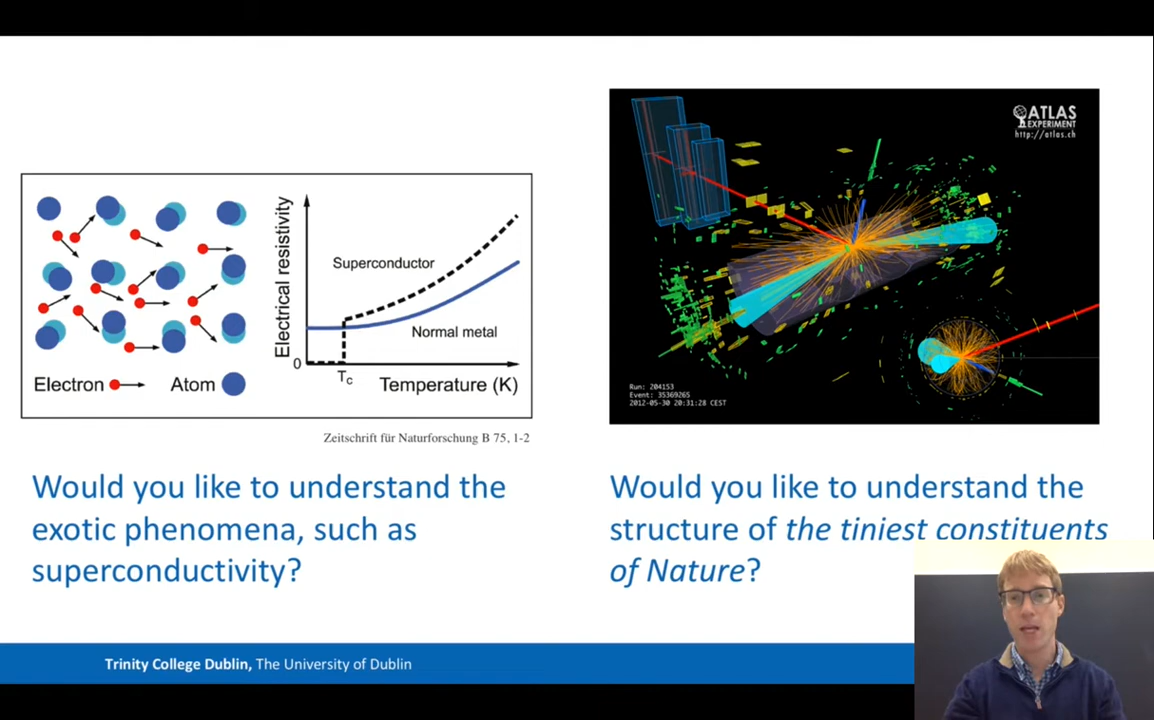 Electrical resistivity
Superconductor
Normal metal
0
Tc
Temperature (K)
Electron
Atom
Zeitschrift für Naturforschung B 75, 1-2
Would you like to understand the
exotic phenomena, such as
superconductivity?
ATLAS
EXPERIMENT
http://atlas.ch
Run: 204153
Event: 35369265
2012-05-30 20:31:28 CEST
Would you like to understand the
structure of the tiniest constituents
of Nature?
Trinity College Dublin, The University of Dublin